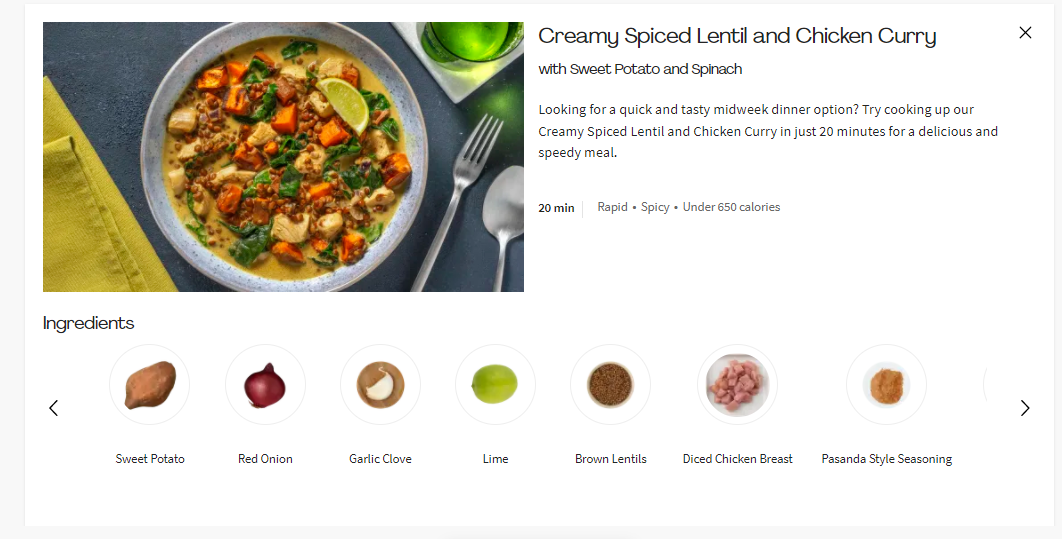 Creamy Spiced Lentil and Chicken Curry
with Sweet Potato and Spinach
Looking for a quick and tasty midweek dinner option? Try cooking up our
Creamy Spiced Lentil and Chicken Curry in just 20 minutes for a delicious and
speedy meal.
20 min Rapid • Spicy • Under 650 calories
Ingredients
Sweet Potato
Red Onion
Garlic Clove
Lime
Brown Lentils
Diced Chicken Breast
Pasanda Style Seasoning